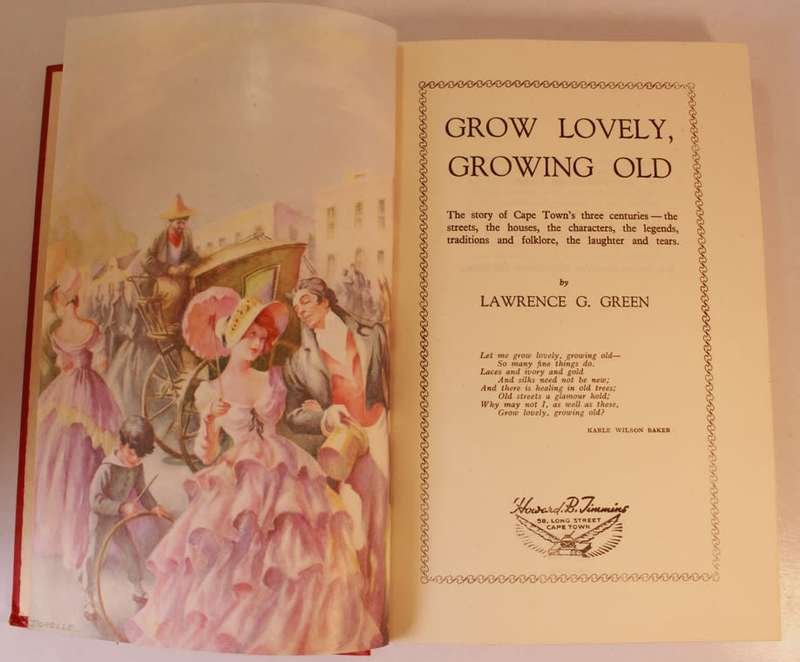 GROW LOVELY,
GROWING OLD
The story of Cape Town's three centuries — the
streets, the houses, the characters, the legends,
traditions and folklore, the laughter and tears.
by
LAWRENCE G. GREEN
Let me grow lovely, growing old—
So many fine things do.
Laces and ivory and gold
And silks need not be new;
And there is healing in old trees;
Old streets a glamour hold;
Why may not I, as well as these,
Grow lovely, growing old?
KARLE WILSON BAKER
Howard B. Timmins
58, LONG STREET
CAPE TOWN